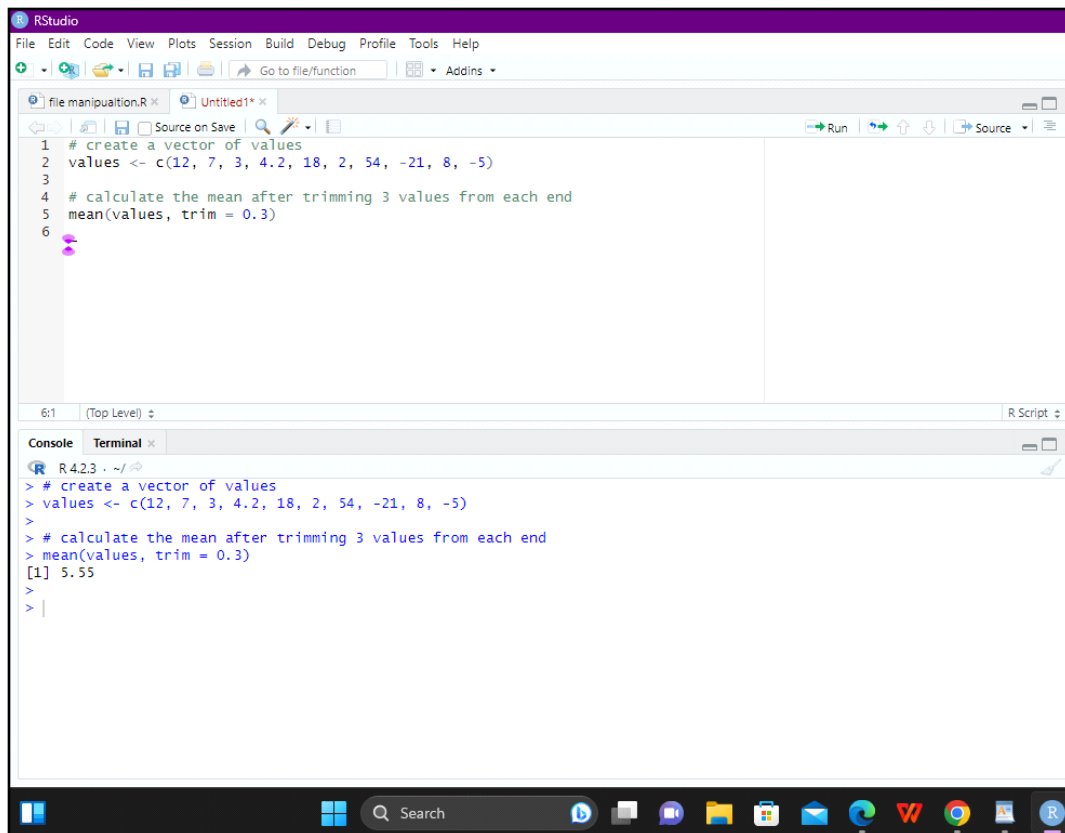 RStudio
File Edit Code View Plots Session Build Debug Profile Tools Help
Go to file/function Addins
file manipualtion.R Untitled1*
Source on Save Run Source
1 # create a vector of values
2 values <- c(12, 7, 3, 4.2, 18, 2, 54, -21, 8, -5)
3
4 # calculate the mean after trimming 3 values from each end
5 mean(values, trim = 0.3)
6
6:1 (Top Level) R Script
Console Terminal
R 4.2.3 · ~/
> # create a vector of values
> values <- c(12, 7, 3, 4.2, 18, 2, 54, -21, 8, -5)
>
> # calculate the mean after trimming 3 values from each end
> mean(values, trim = 0.3)
[1] 5.55
>
>
Search